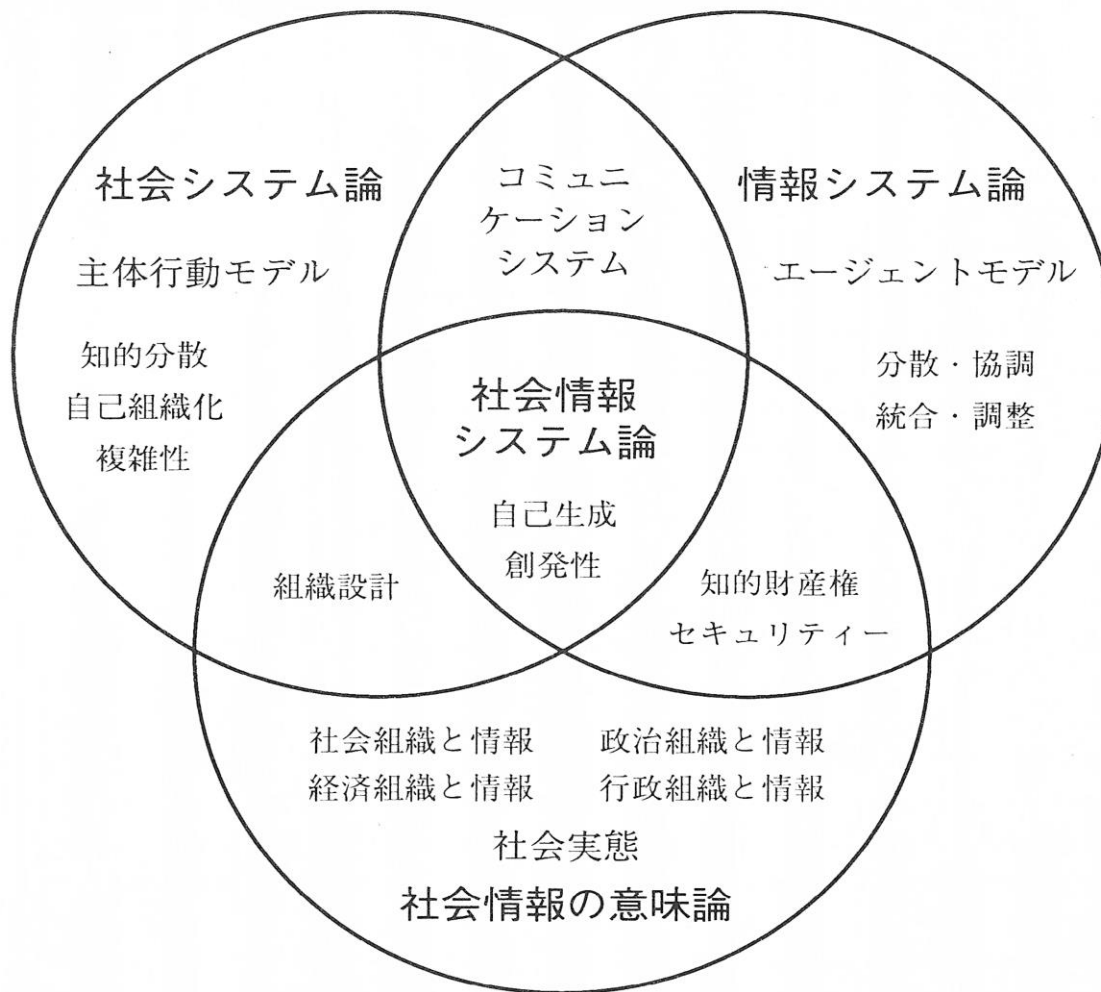 社会システム論
主体行動モデル
知的分散
自己組織化
複雑性
コミュニ
ケーション
システム
情報システム論
エージェントモデル
分散・協調
統合・調整
社会情報
システム論
自己生成
創発性
組織設計
知的財産権
セキュリティー
社会組織と情報 政治組織と情報
経済組織と情報 行政組織と情報
社会実態
社会情報の意味論